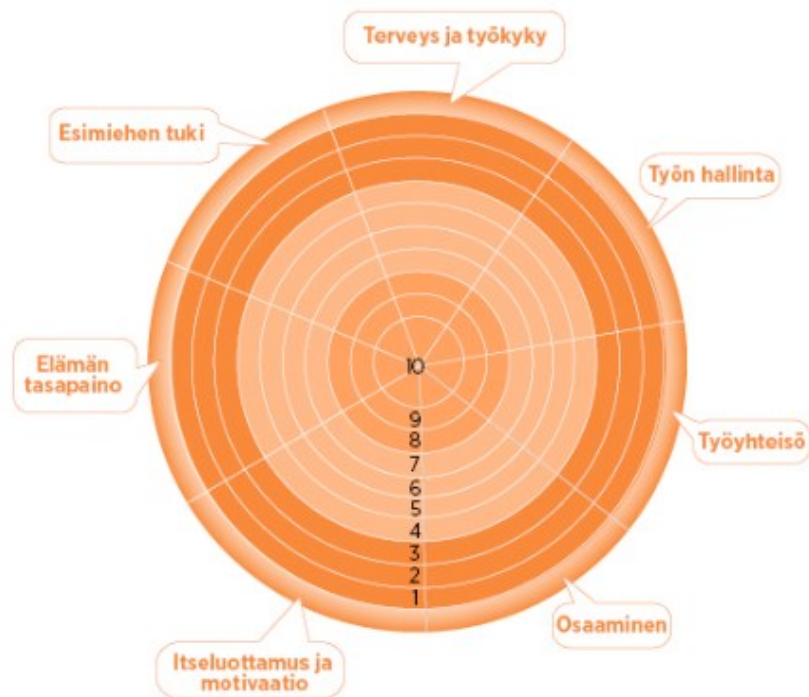 Terveys ja työkyky
Esimiehen tuki
Työn hallinta
Elämän
tasapaino
10
9
8
7
6
5
4
3
2
1
Työyhteisö
Osaaminen
Itseluottamus ja
motivaatio